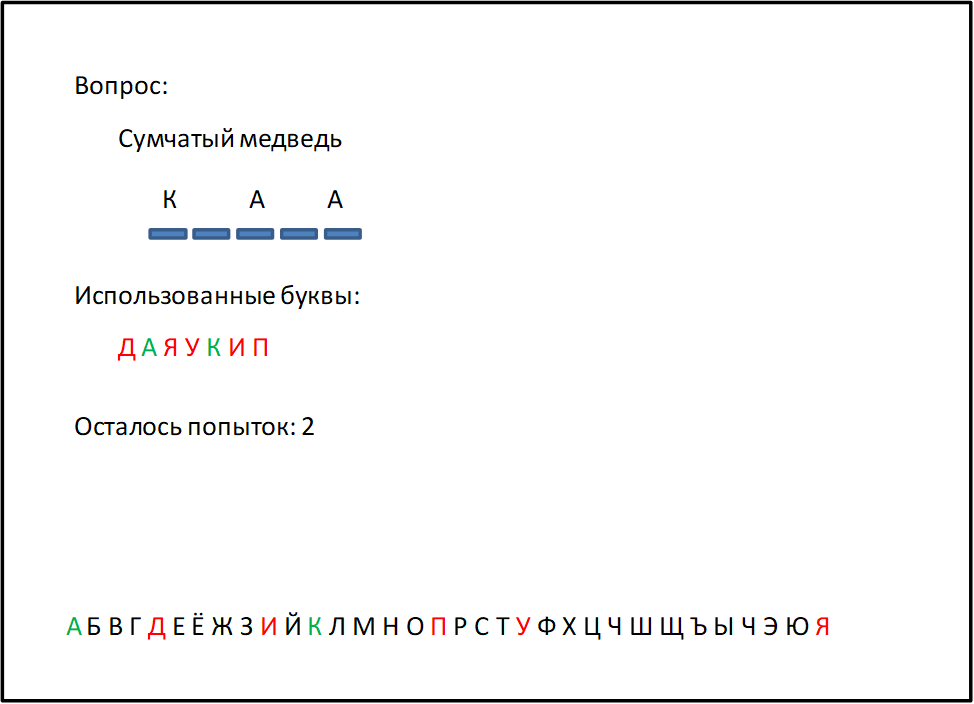 Вопрос:
Сумчатый медведь
К А А
Использованные буквы:
Д А Я У К И П
Осталось попыток: 2
А Б В Г Д Е Ё Ж З И Й К Л М Н О П Р С Т У Ф Х Ц Ч Ш Щ Ъ Ы Ч Э Ю Я